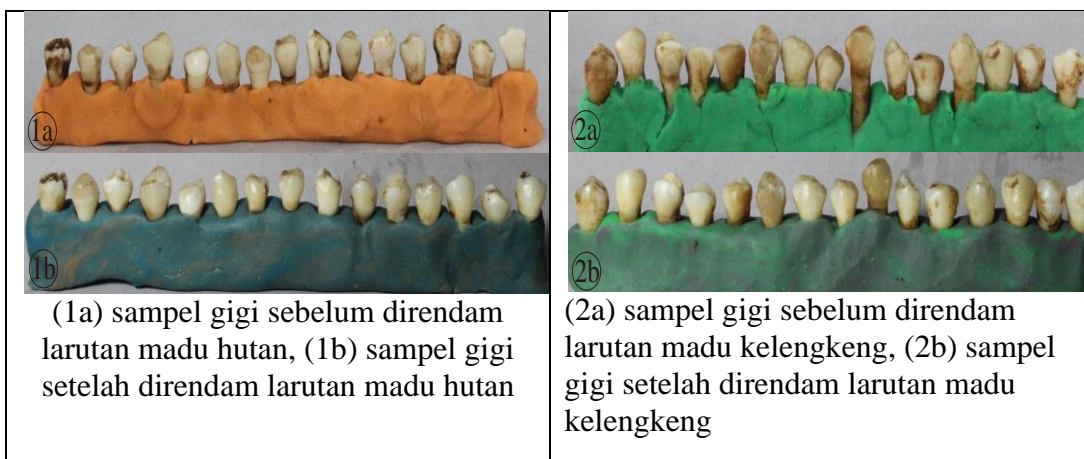 1a
1b
(1a) sampel gigi sebelum direndam
larutan madu hutan, (1b) sampel gigi
setelah direndam larutan madu hutan
2a
2b
(2a) sampel gigi sebelum direndam
larutan madu kelengkeng, (2b) sampel
gigi setelah direndam larutan madu
kelengkeng